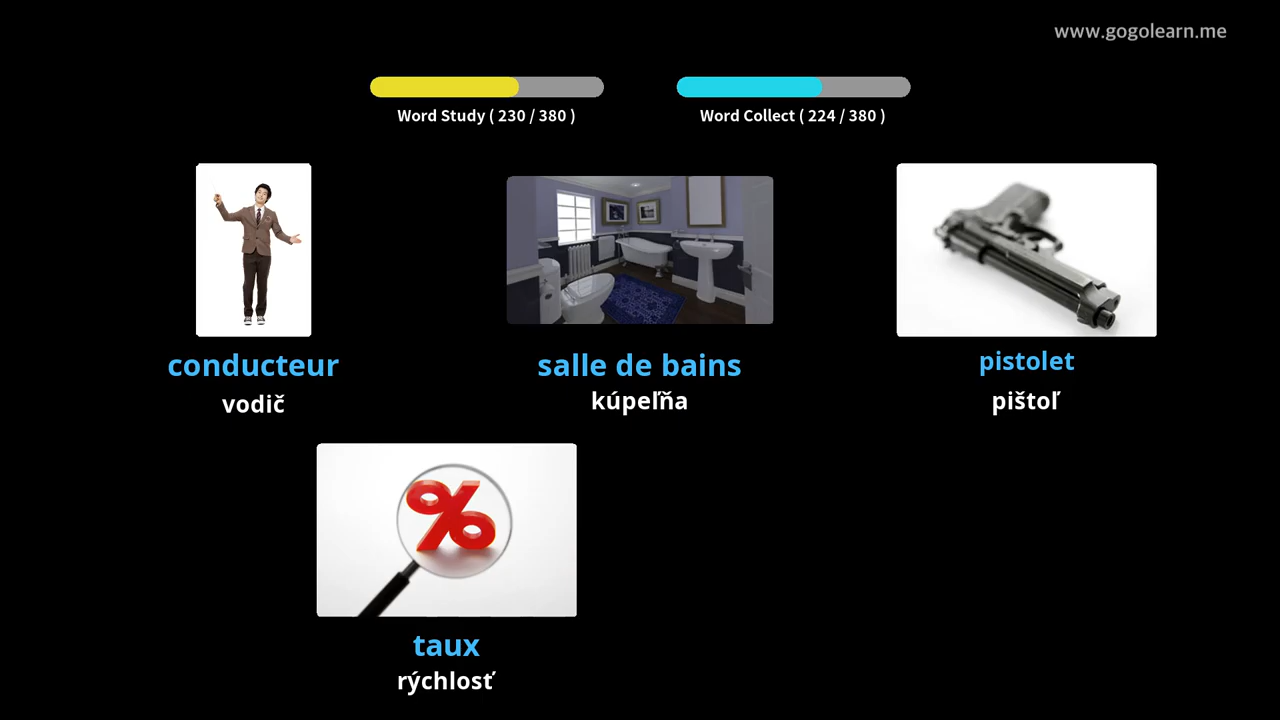 www.gogolearn.me
Word Study ( 230 / 380 )
Word Collect ( 224 / 380 )
conducteur
vodič
salle de bains
kúpeľňa
pistolet
pištoľ
%
taux
rýchlosť